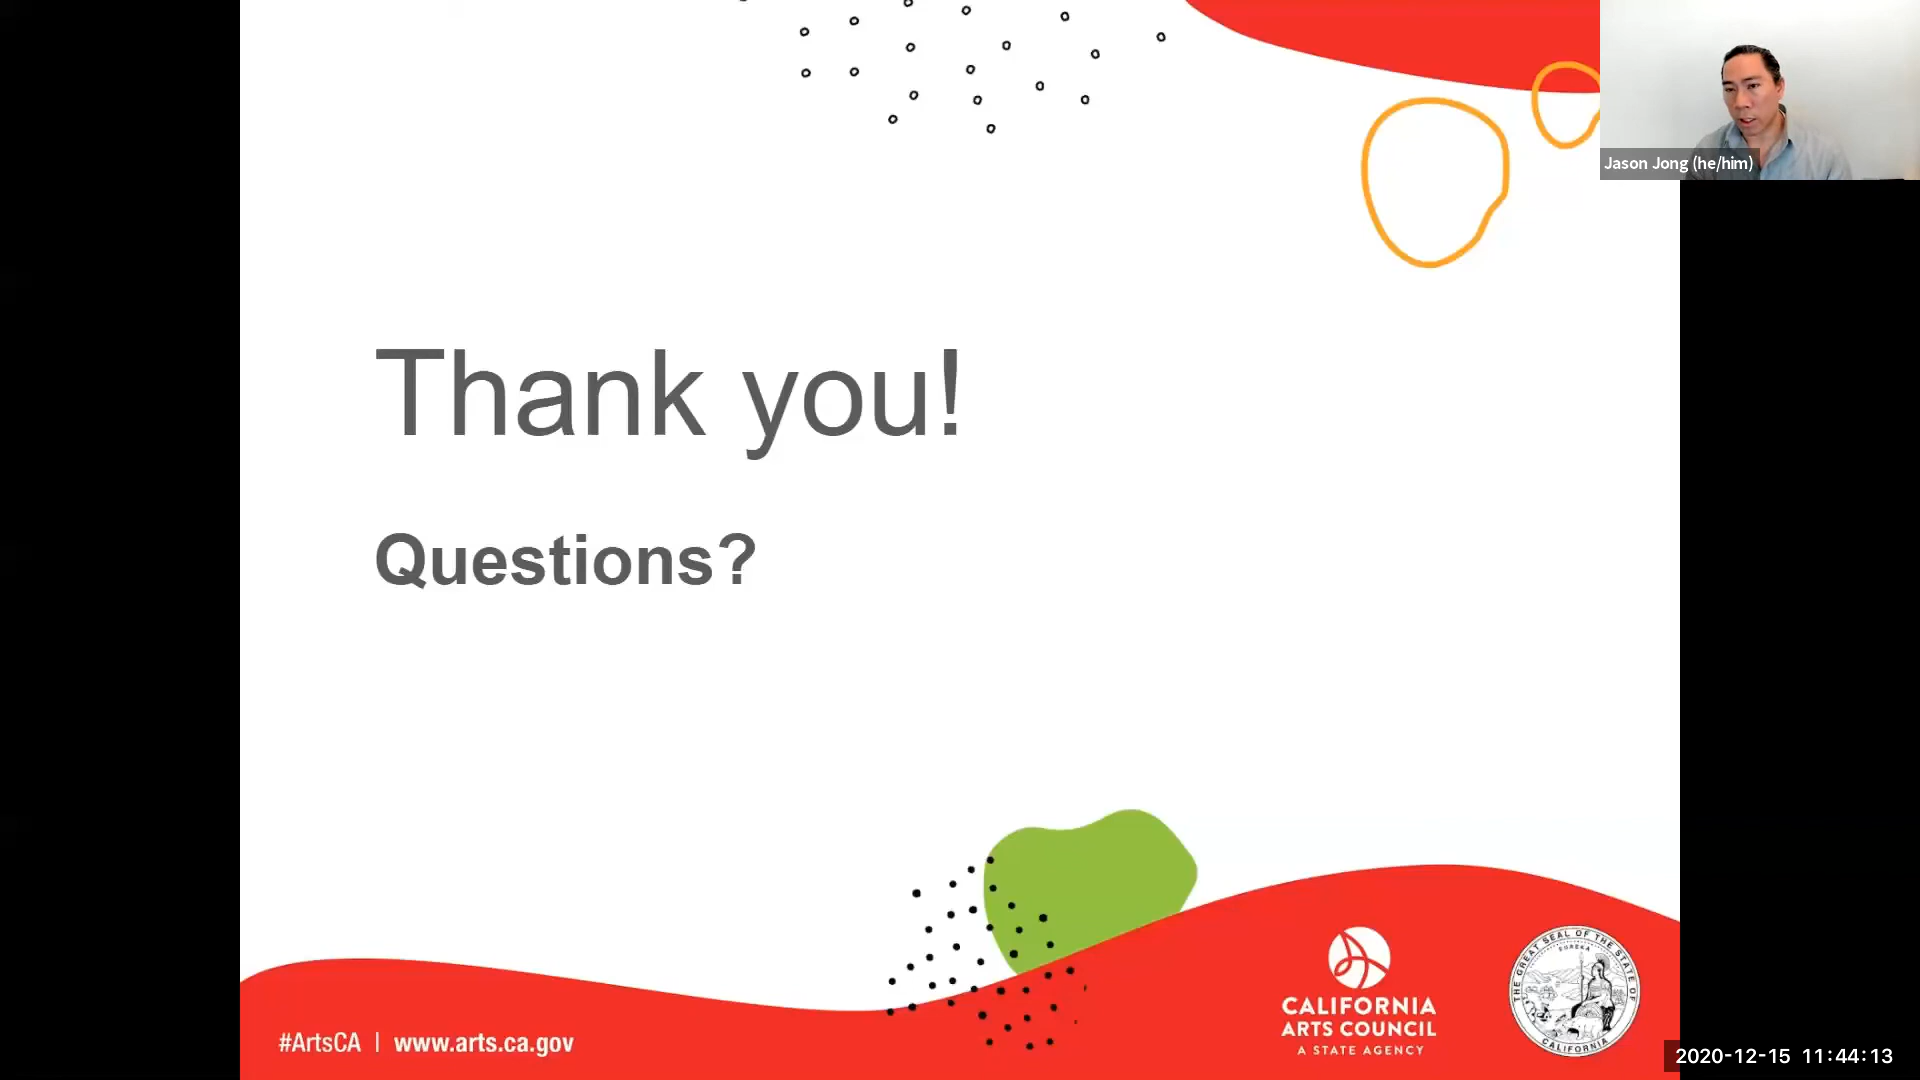 Jason Jong (he/him)
Thank you!
Questions?
#ArtsCA | www.arts.ca.gov
CALIFORNIA
ARTS COUNCIL
A STATE AGENCY
THE GREAT SEAL OF THE STATE OF
EUREKA
CALIFORNIA
2020-12-15 11:44:13